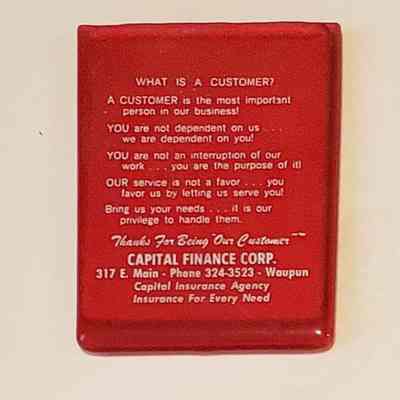 WHAT IS A CUSTOMER?
A CUSTOMER is the most important
person in our business!
YOU are not dependent on us ...
we are dependent on you!
YOU are not an interruption of our
work ... you are the purpose of it!
OUR service is not a favor ... you
favor us by letting us serve you!
Bring us your needs ... it is our
privilege to handle them.
Thanks For Being "Our Customer"
CAPITAL FINANCE CORP.
317 E. Main - Phone 324-3523 - Waupun
Capital Insurance Agency
Insurance For Every Need